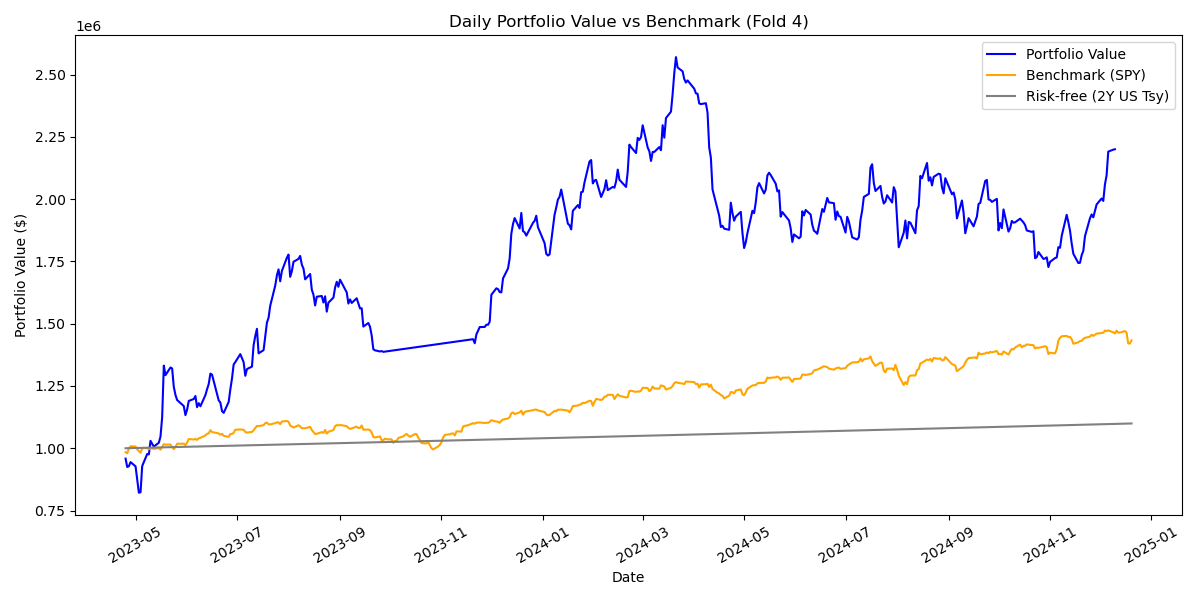 Daily Portfolio Value vs Benchmark (Fold 4)
1e6
Portfolio Value
Benchmark (SPY)
Risk-free (2Y US Tsy)
Portfolio Value ($)
2.50
2.25
2.00
1.75
1.50
1.25
1.00
0.75
2023-05
2023-07
2023-09
2023-11
2024-01
2024-03
2024-05
2024-07
2024-09
2024-11
2025-01
Date